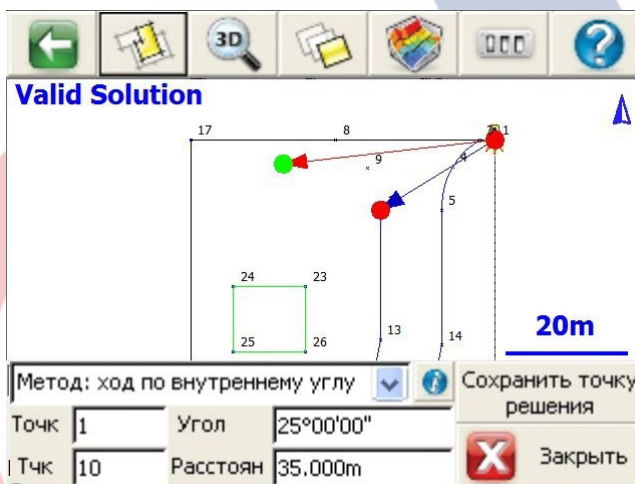 3D
Valid Solution
17 8 1
9 4
5
24 23
13 14
25 26
20m
Метод: ход по внутреннему углу
Сохранить точку решения
Точк 1 Угол 25°00'00"
Тчк 10 Расстоян 35.000m
Закрыть